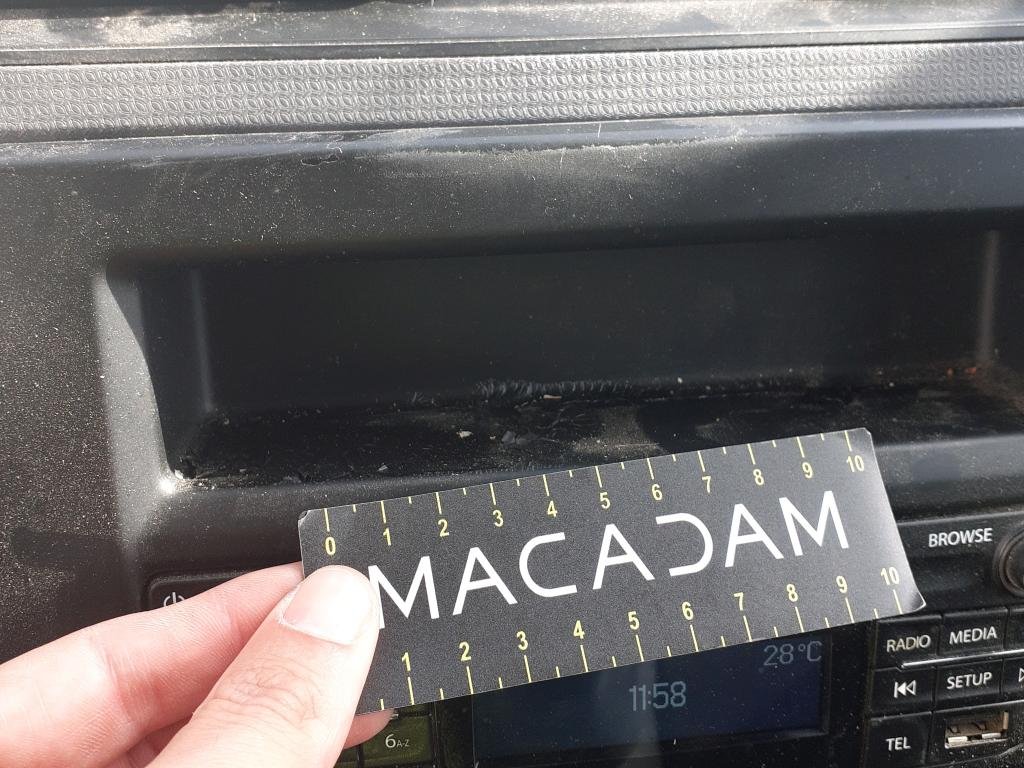 0 1 2 3 4 5 6 7 8 9 10
MACADAM
1 2 3 4 5 6 7 8 9 10
BROWSE
RADIO MEDIA
28°C
11:58
SETUP
TEL
6 A-Z